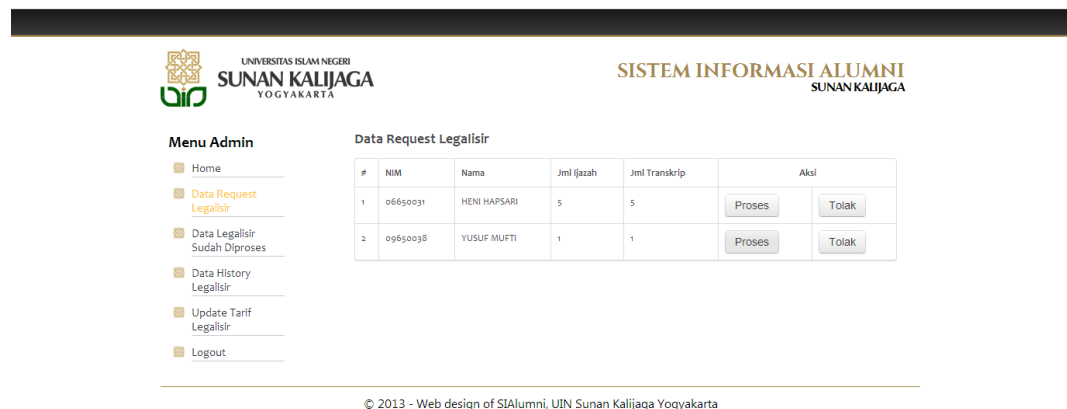 UNIVERSITAS ISLAM NEGERI
SUNAN KALIJAGA
YOGYAKARTA
SISTEM INFORMASI ALUMNI
SUNAN KALIJAGA
Menu Admin
Home
Data Request
Legalisir
Data Legalisir
Sudah Diproses
Data History
Legalisir
Update Tarif
Legalisir
Logout
Data Request Legalisir
# NIM Nama Jml Ijazah Jml Transkrip Aksi
1 06650031 HENI HAPSARI 5 5 Proses Tolak
2 09650038 YUSUF MUFTI 1 1 Proses Tolak
© 2013 - Web design of SIAlumni, UIN Sunan Kalijaga Yogyakarta